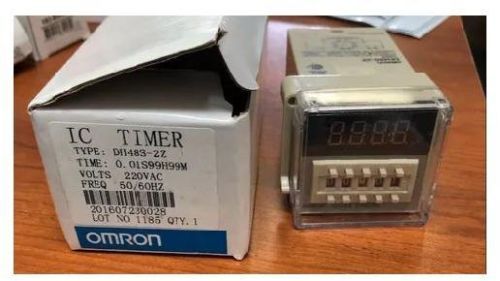 IC TIMER
TYPE: DH48S-2Z
TIME: 0.01S99H99M
VOLTS 220VAC
FREQ 50/60HZ
201607230028
LOT NO 1185 QTY.1
OMRON